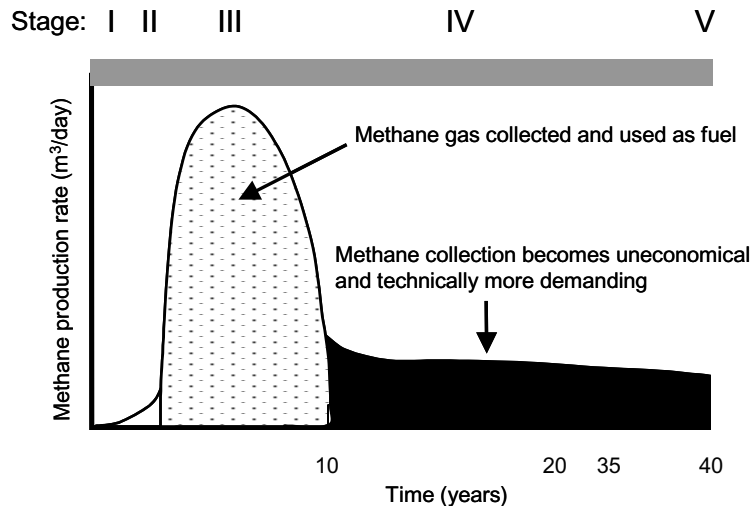 Stage: I II III IV V
Methane production rate (m³/day)
Methane gas collected and used as fuel
Methane collection becomes uneconomical
and technically more demanding
10 20 35 40
Time (years)